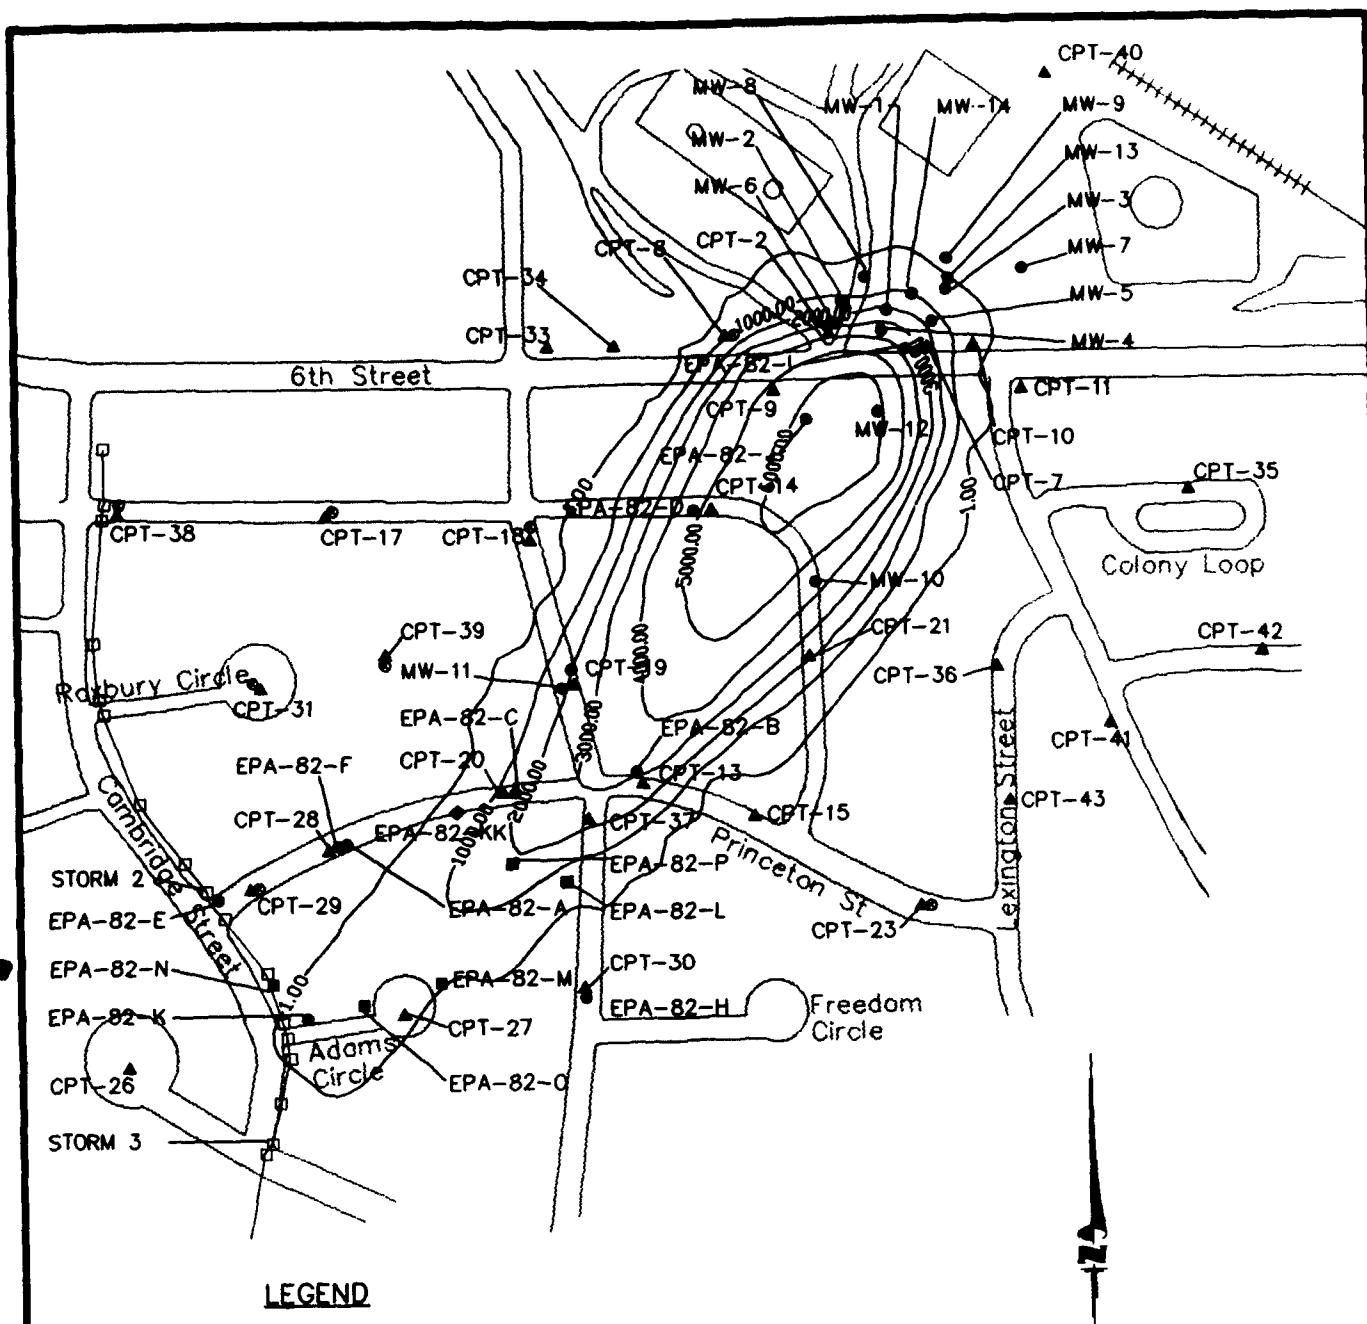 CPT-40
MW-8
MW-1
MW-14
MW-9
MW-2
MW-13
MW-6
MW-3
CPT-8
CPT-2
MW-7
CPT-34
MW-5
1000.00
2000.00
CPT-33
MW-4
EPA-82-I
6th Street
CPT-11
CPT-9
MW-12
CPT-10
EPA-82-
CPT-14
CPT-7
CPT-35
1.00
EPA-82-D
CPT-38
CPT-17
CPT-18
5000.00
Colony Loop
MW-10
CPT-39
CPT-21
CPT-42
MW-11
CPT-19
CPT-36
Roxbury Circle
CPT-31
EPA-82-C
EPA-82-B
3000.00
CPT-41
EPA-82-F
CPT-20
CPT-13
2000.00
Lexington Street
CPT-43
CPT-28
EPA-82-KK
1000.00
CPT-37
CPT-15
Cambridge Street
Princeton St
EPA-82-P
STORM 2
CPT-29
EPA-82-A
EPA-82-L
EPA-82-E
CPT-23
EPA-82-N
EPA-82-M
CPT-30
1.00
EPA-82-K
CPT-27
EPA-82-H
Freedom
Circle
Adams
Circle
CPT-26
EPA-82-O
STORM 3
N
LEGEND